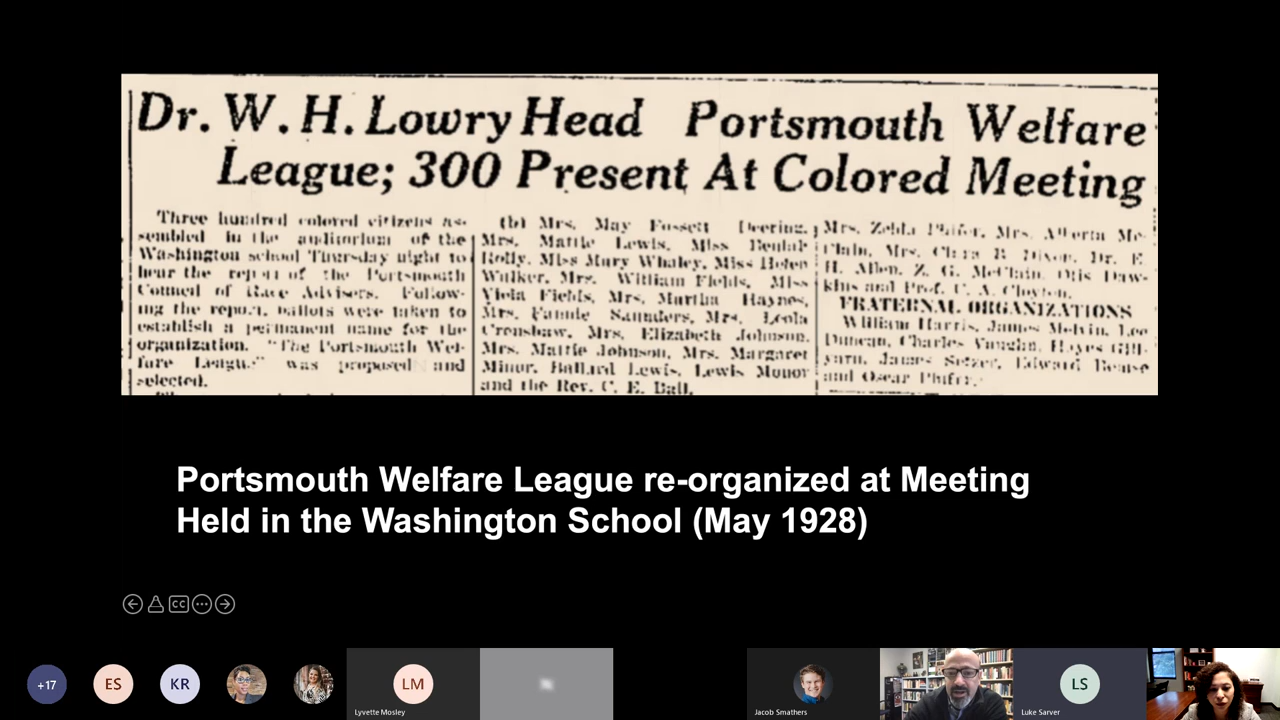 Dr. W. H. Lowry Head Portsmouth Welfare
League; 300 Present At Colored Meeting
Three hundred colored citizens as-
sembled in the auditorium of the
Washington school Thursday night to
hear the report of the Portsmouth
Council of Race Advisers. Follow-
ing the report, ballots were taken to
establish a permanent name for the
organization. "The Portsmouth Wel-
fare League" was proposed and
selected.
(b) Mrs. May Fossett Deering,
Mrs. Mattie Lewis, Miss Beulah
Holly, Miss Mary Whaley, Miss Helen
Walker, Mrs. William Fields, Miss
Viola Fields, Mrs. Martha Haynes,
Mrs. Fannie Saunders, Mrs. Leola
Crenshaw, Mrs. Elizabeth Johnson,
Mrs. Mattie Johnson, Mrs. Margaret
Minor, Ballard Lewis, Lewis Monor
and the Rev. C. E. Ball.
Mrs. Zelda Phifer, Mrs. Alberta Mc-
Clain, Mrs. Clara B. Dixon, Dr. E.
H. Allen, Z. G. McClain, Otis Daw-
kins and Prof. C. A. Clayton.
FRATERNAL ORGANIZATIONS
William Harris, James Melvin, Lee
Duncan, Charles Vaughn, Hayes
James Setzer, Edward
and Oscar Phifer.
Portsmouth Welfare League re-organized at Meeting
Held in the Washington School (May 1928)
CC
+17
ES
KR
LM
Lyvette Mosley
Jacob Smathers
LS
Luke Sarver